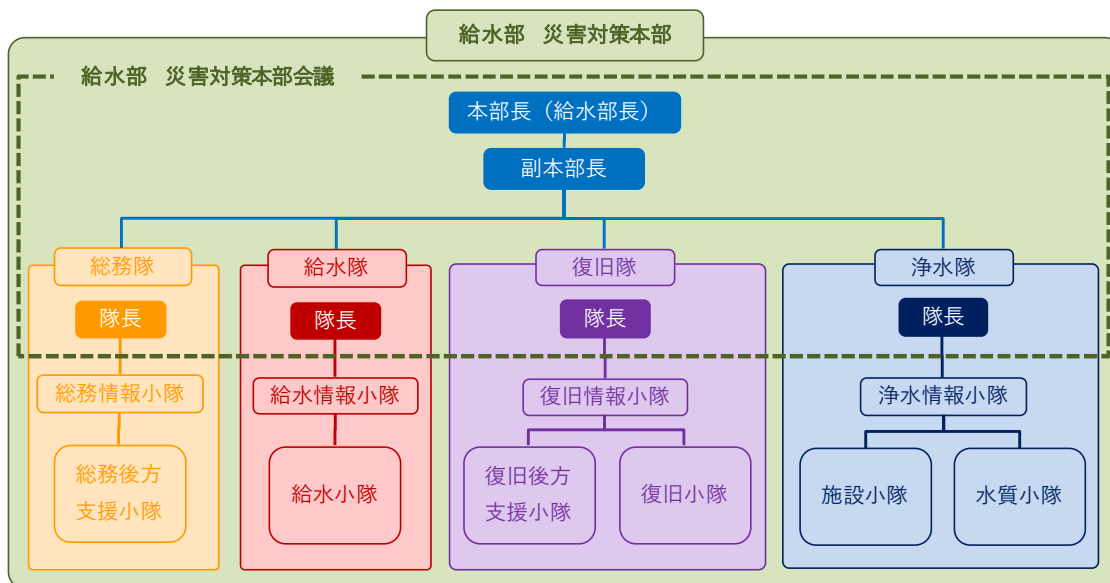 給水部　災害対策本部
給水部　災害対策本部会議
本部長（給水部長）
副本部長
総務隊
給水隊
復旧隊
浄水隊
隊長
隊長
隊長
隊長
総務情報小隊
給水情報小隊
復旧情報小隊
浄水情報小隊
総務後方
支援小隊
給水小隊
復旧後方
支援小隊
復旧小隊
施設小隊
水質小隊